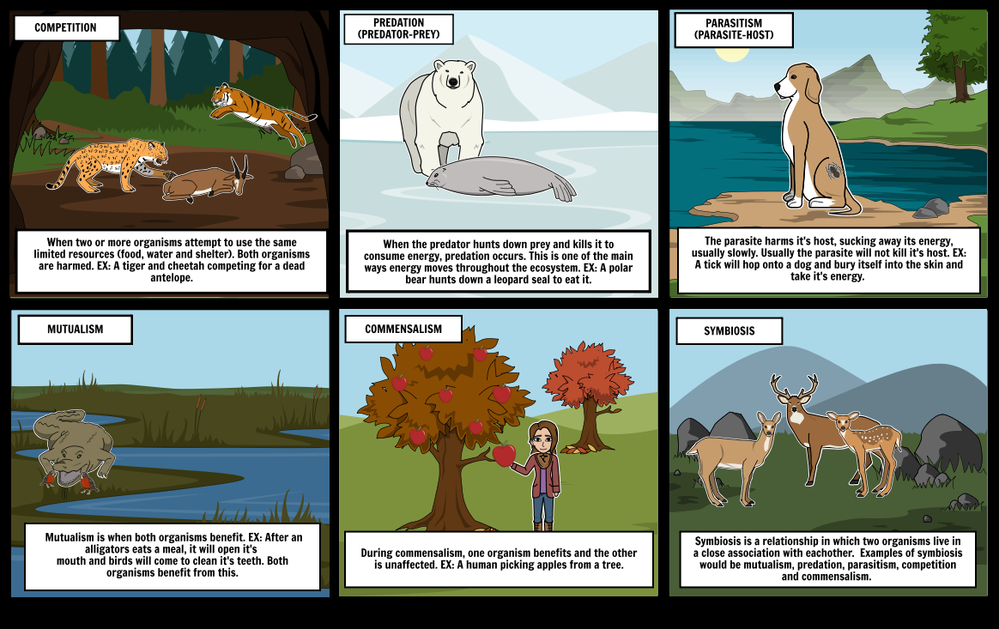 COMPETITION
When two or more organisms attempt to use the same
limited resources (food, water and shelter). Both organisms
are harmed. EX: A tiger and cheetah competing for a dead
antelope.
PREDATION
(PREDATOR-PREY)
When the predator hunts down prey and kills it to
consume energy, predation occurs. This is one of the main
ways energy moves throughout the ecosystem. EX: A polar
bear hunts down a leopard seal to eat it.
PARASITISM
(PARASITE-HOST)
The parasite harms it's host, sucking away its energy,
usually slowly. Usually the parasite will not kill it's host. EX:
A tick will hop onto a dog and bury itself into the skin and
take it's energy.
MUTUALISM
Mutualism is when both organisms benefit. EX: After an
alligators eats a meal, it will open it's
mouth and birds will come to clean it's teeth. Both
organisms benefit from this.
COMMENSALISM
During commensalism, one organism benefits and the other
is unaffected. EX: A human picking apples from a tree.
SYMBIOSIS
Symbiosis is a relationship in which two organisms live in
a close association with eachother. Examples of symbiosis
would be mutualism, predation, parasitism, competition
and commensalism.